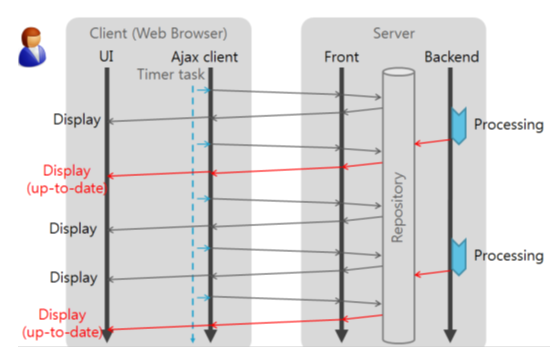 Client (Web Browser)
Server
UI
Ajax client
Front
Backend
Timer task
Display
Processing
Display
(up-to-date)
Repository
Display
Display
Processing
Display
(up-to-date)